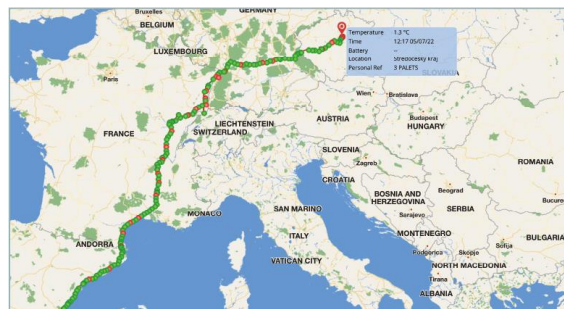 Bruxelles
BELGIUM
GERMANY
LUXEMBOURG
Paris
Temperature 1.3 °C
Time 12:17 05/07/22
Battery --
Location Stredocesky kraj
Personal Ref 3 PALETS
SLOVAKIA
Wien
Bratislava
FRANCE
LIECHTENSTEIN
SWITZERLAND
AUSTRIA
Budapest
HUNGARY
SLOVENIA
Zagreb
CROATIA
ROMANIA
Beograd
BOSNIA AND
HERZEGOVINA
SERBIA
Sarajevo
MONACO
SAN MARINO
ITALY
MONTENEGRO
Podgorica
Skopje
Sofija
BULGARIA
ANDORRA
VATICAN CITY
NORTH MACEDONIA
Tirana
ALBANIA